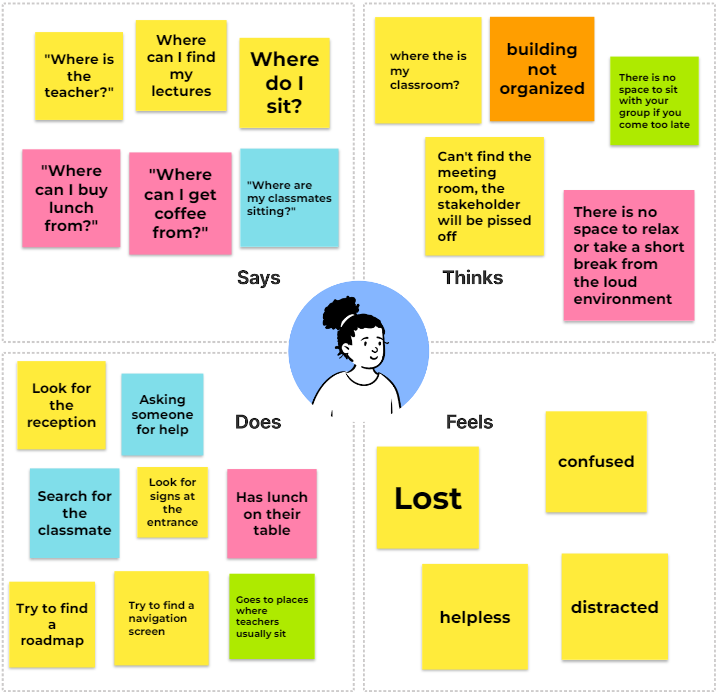 "Where is
the
teacher?"
Where
can I find
my
lectures
Where
do I
sit?
"Where
can I buy
lunch
from?"
"Where
can I get
coffee
from?"
"Where are
my classmates
sitting?"
Says
where the is
my
classroom?
building
not
organized
There is no
space to sit
with your
group if you
come too late
Can't find the
meeting
room, the
stakeholder
will be pissed
off
There is no
space to relax
or take a short
break from
the loud
environment
Thinks
Look for
the
reception
Asking
someone
for help
Does
Search for
the
classmate
Look for
signs at
the
entrance
Has lunch
on their
table
Try to find
a
roadmap
Try to find a
navigation
screen
Goes to places
where
teachers
usually sit
Feels
Lost
confused
helpless
distracted